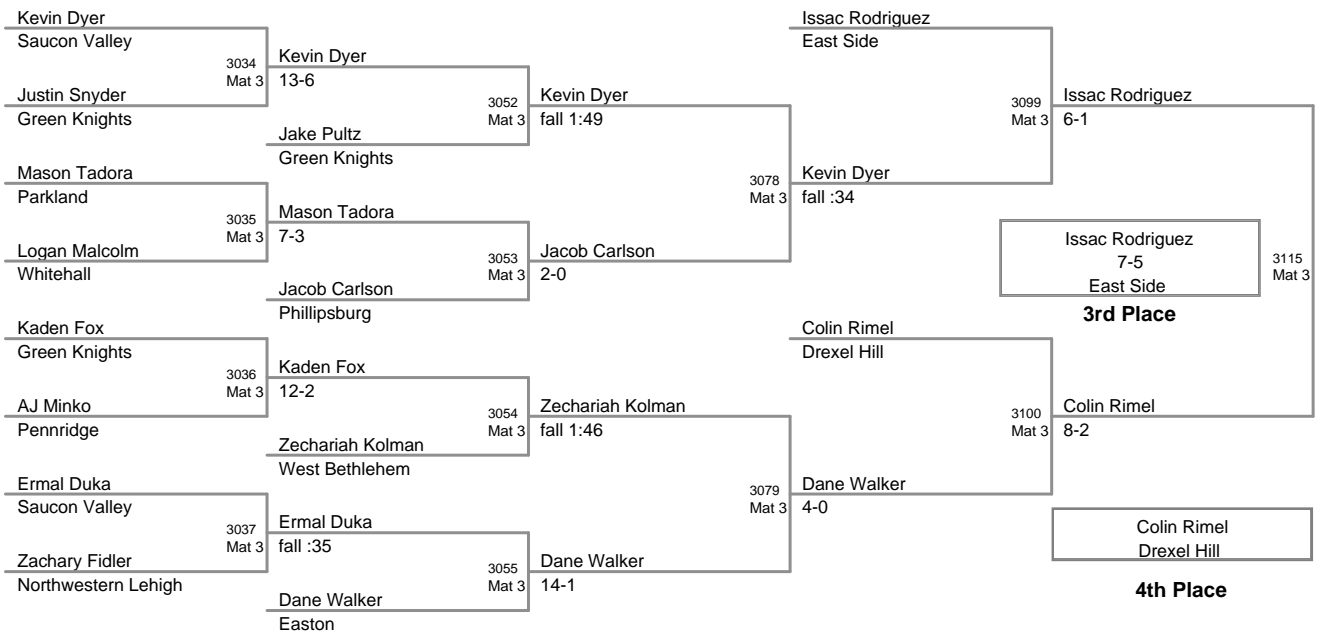 Kevin Dyer
Saucon Valley
3034
Mat 3
Justin Snyder
Green Knights
Mason Tadora
Parkland
3035
Mat 3
Logan Malcolm
Whitehall
Kaden Fox
Green Knights
3036
Mat 3
AJ Minko
Pennridge
Ermal Duka
Saucon Valley
3037
Mat 3
Zachary Fidler
Northwestern Lehigh
Kevin Dyer
13-6
3052
Mat 3
Jake Pultz
Green Knights
Mason Tadora
7-3
3053
Mat 3
Jacob Carlson
Phillipsburg
Kaden Fox
12-2
3054
Mat 3
Zechariah Kolman
West Bethlehem
Ermal Duka
fall :35
3055
Mat 3
Dane Walker
Easton
Kevin Dyer
fall 1:49
3078
Mat 3
Jacob Carlson
2-0
Zechariah Kolman
fall 1:46
3079
Mat 3
Dane Walker
14-1
Issac Rodriguez
East Side
3099
Mat 3
Kevin Dyer
fall :34
Colin Rimel
Drexel Hill
3100
Mat 3
Dane Walker
4-0
Issac Rodriguez
6-1
3115
Mat 3
Colin Rimel
8-2
Issac Rodriguez
7-5
East Side
3rd Place
Colin Rimel
Drexel Hill
4th Place